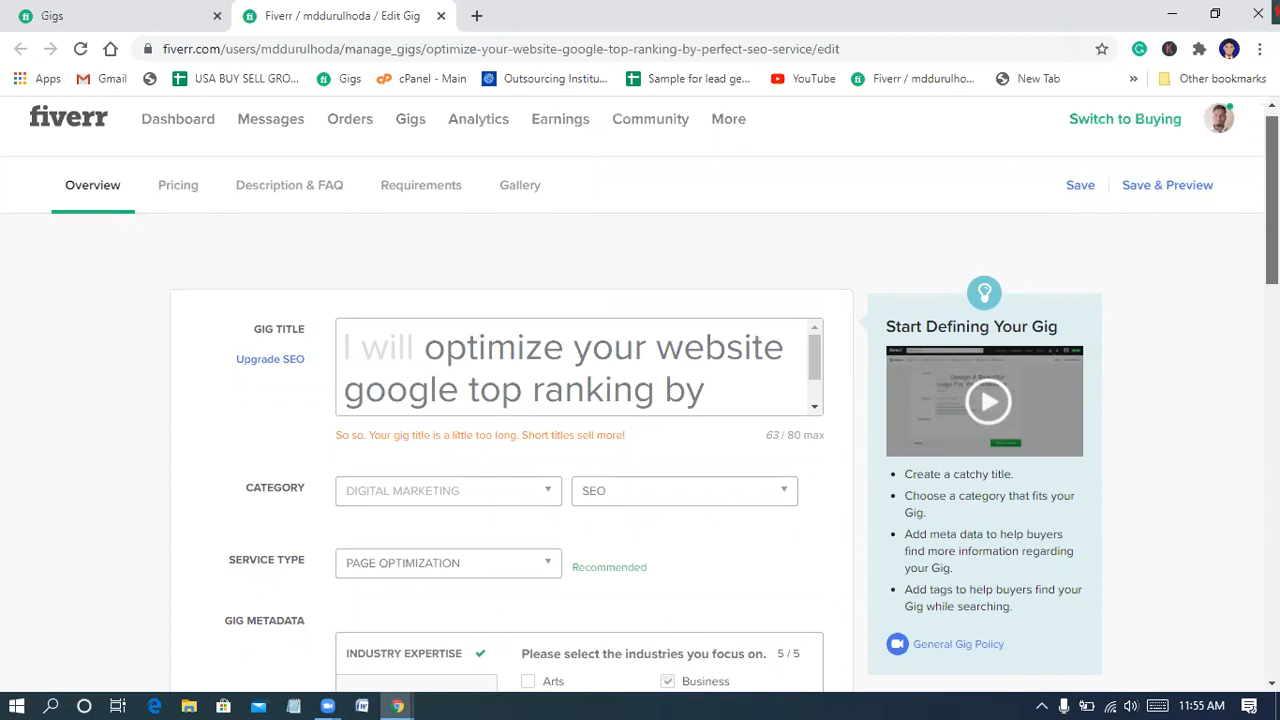 Gigs
Fiverr / mddurulhoda / Edit Gig
fiverr.com/users/mddurulhoda/manage_gigs/optimize-your-website-google-top-ranking-by-perfect-seo-service/edit
Apps
Gmail
USA BUY SELL GRO...
Gigs
cPanel - Main
Outsourcing Institu...
Sample for lead ge...
YouTube
Fiverr / mddurulho...
New Tab
»
Other bookmarks
fiverr
Dashboard
Messages
Orders
Gigs
Analytics
Earnings
Community
More
Switch to Buying
Overview
Pricing
Description & FAQ
Requirements
Gallery
Save
Save & Preview
GIG TITLE
Upgrade SEO
I will optimize your website
google top ranking by
So so. Your gig title is a little too long. Short titles sell more!
63 / 80 max
CATEGORY
DIGITAL MARKETING
SEO
SERVICE TYPE
PAGE OPTIMIZATION
Recommended
GIG METADATA
INDUSTRY EXPERTISE
Please select the industries you focus on.
5 / 5
Arts
Business
Start Defining Your Gig
• Create a catchy title.
• Choose a category that fits your
Gig.
• Add meta data to help buyers
find more information regarding
your Gig.
• Add tags to help buyers find your
Gig while searching.
General Gig Policy
11:55 AM